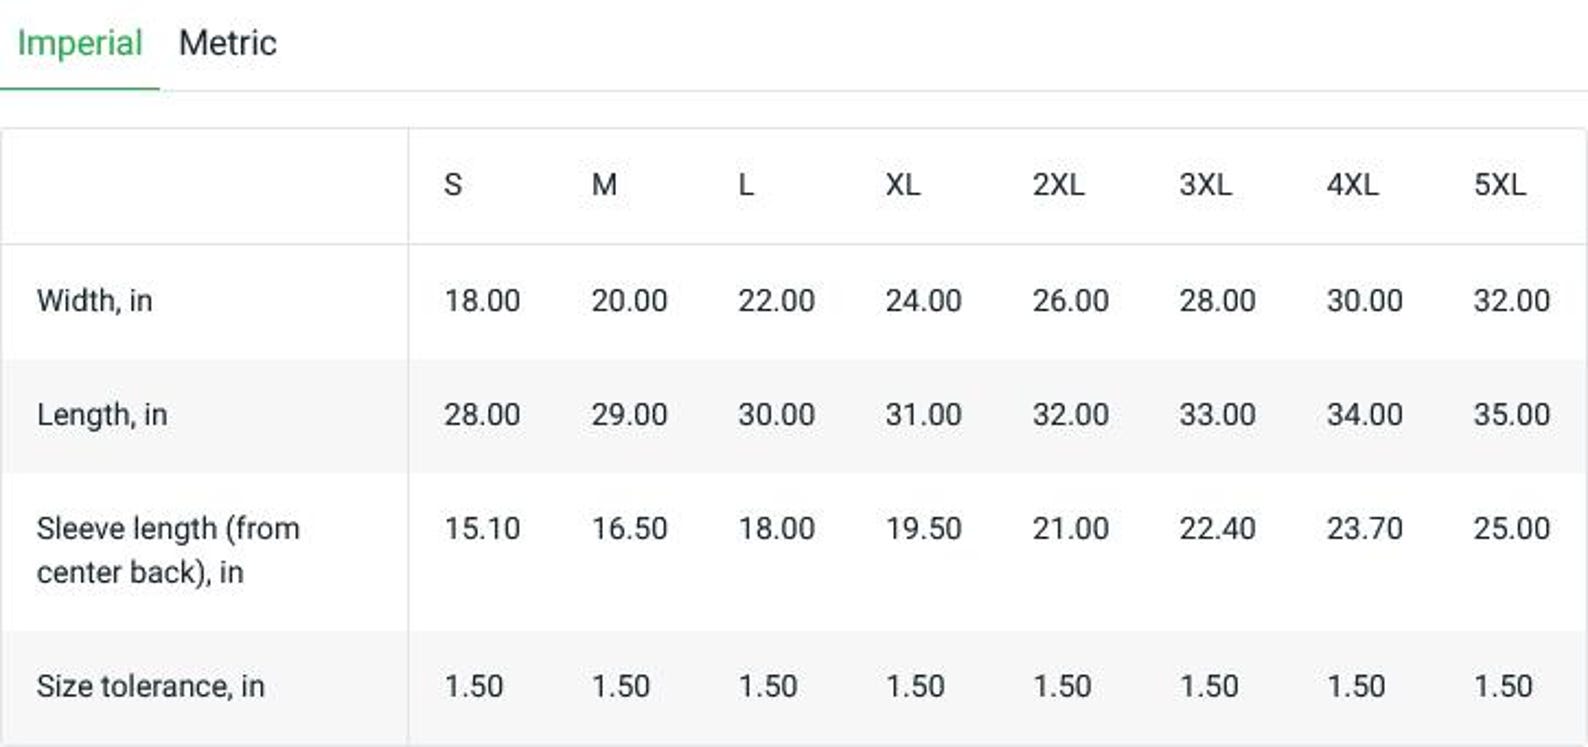 Imperial Metric
S M L XL 2XL 3XL 4XL 5XL
Width, in 18.00 20.00 22.00 24.00 26.00 28.00 30.00 32.00
Length, in 28.00 29.00 30.00 31.00 32.00 33.00 34.00 35.00
Sleeve length (from 15.10 16.50 18.00 19.50 21.00 22.40 23.70 25.00
center back), in
Size tolerance, in 1.50 1.50 1.50 1.50 1.50 1.50 1.50 1.50